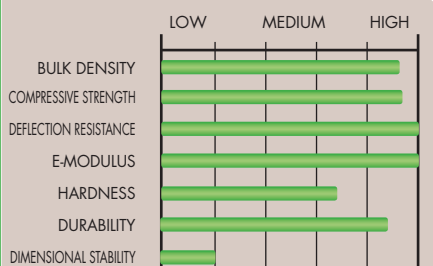 LOW MEDIUM HIGH
BULK DENSITY
COMPRESSIVE STRENGTH
DEFLECTION RESISTANCE
E-MODULUS
HARDNESS
DURABILITY
DIMENSIONAL STABILITY